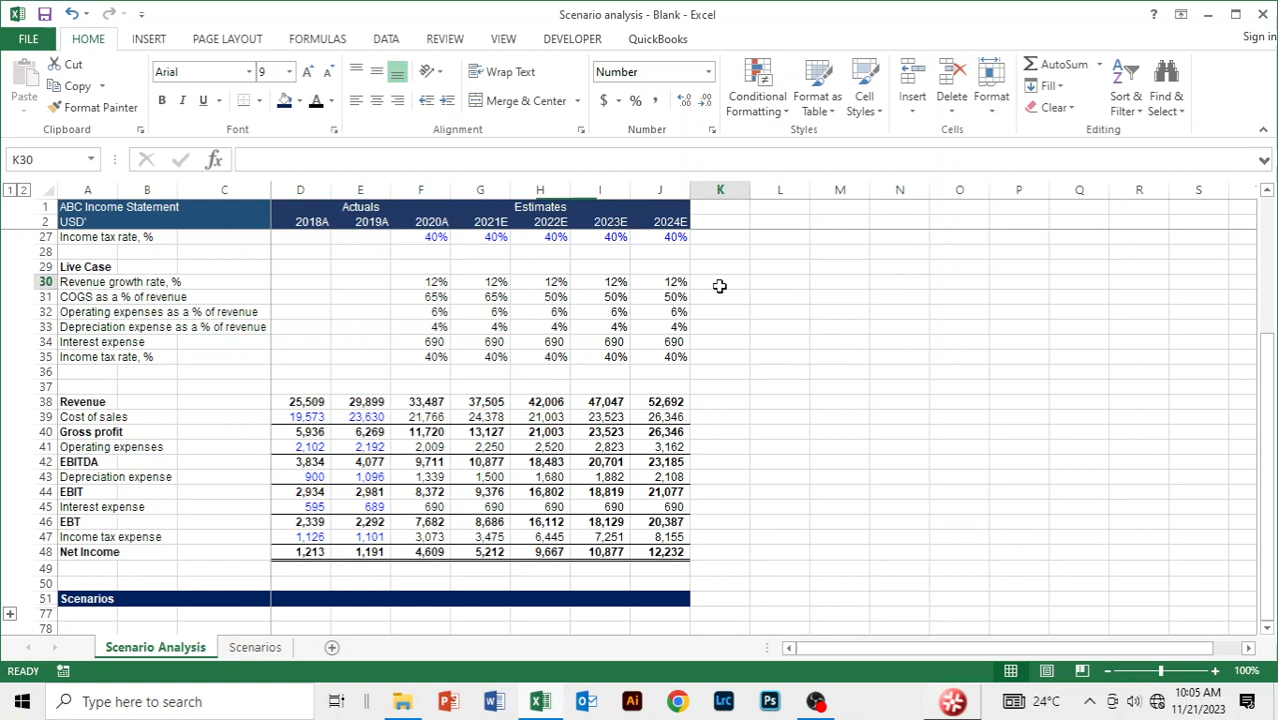 Scenario analysis - Blank - Excel
?
Sign in
FILE HOME INSERT PAGE LAYOUT FORMULAS DATA REVIEW VIEW DEVELOPER QuickBooks
Paste
Cut
Copy
Format Painter
Clipboard
Arial 9
B I U A
Font
Wrap Text
Merge & Center
Alignment
Number
$ % ,
Number
Conditional Formatting
Format as Table
Cell Styles
Styles
Insert Delete Format
Cells
AutoSum
Fill
Clear
Sort & Filter
Find & Select
Editing
K30 fx
1 2 A B C D E F G H I J K L M N O P Q R S
1 ABC Income Statement Actuals Estimates
2 USD' 2018A 2019A 2020A 2021E 2022E 2023E 2024E
27 Income tax rate, % 40% 40% 40% 40% 40%
28
29 Live Case
30 Revenue growth rate, % 12% 12% 12% 12% 12%
31 COGS as a % of revenue 65% 65% 50% 50% 50%
32 Operating expenses as a % of revenue 6% 6% 6% 6% 6%
33 Depreciation expense as a % of revenue 4% 4% 4% 4% 4%
34 Interest expense 690 690 690 690 690
35 Income tax rate, % 40% 40% 40% 40% 40%
36
37
38 Revenue 25,509 29,899 33,487 37,505 42,006 47,047 52,692
39 Cost of sales 19,573 23,630 21,766 24,378 21,003 23,523 26,346
40 Gross profit 5,936 6,269 11,720 13,127 21,003 23,523 26,346
41 Operating expenses 2,102 2,192 2,009 2,250 2,520 2,823 3,162
42 EBITDA 3,834 4,077 9,711 10,877 18,483 20,701 23,185
43 Depreciation expense 900 1,096 1,339 1,500 1,680 1,882 2,108
44 EBIT 2,934 2,981 8,372 9,376 16,802 18,819 21,077
45 Interest expense 595 689 690 690 690 690 690
46 EBT 2,339 2,292 7,682 8,686 16,112 18,129 20,387
47 Income tax expense 1,126 1,101 3,073 3,475 6,445 7,251 8,155
48 Net Income 1,213 1,191 4,609 5,212 9,667 10,877 12,232
49
50
51 Scenarios
77
78
Scenario Analysis Scenarios
READY 100%
Type here to search
24°C
10:05 AM
11/21/2023